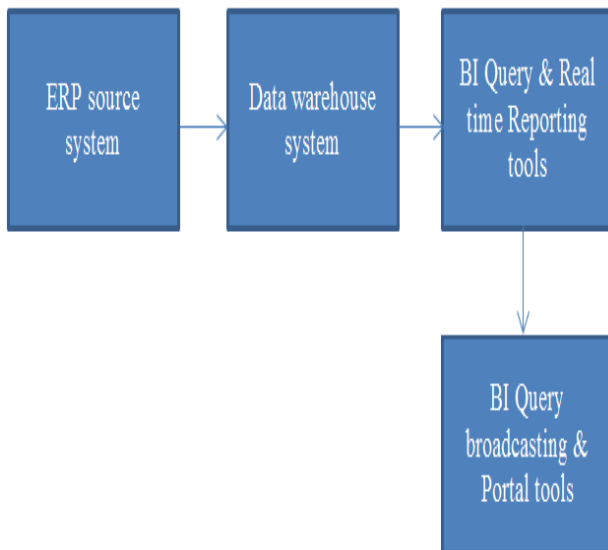 ERP source
system
Data warehouse
system
BI Query & Real
time Reporting
tools
BI Query
broadcasting &
Portal tools